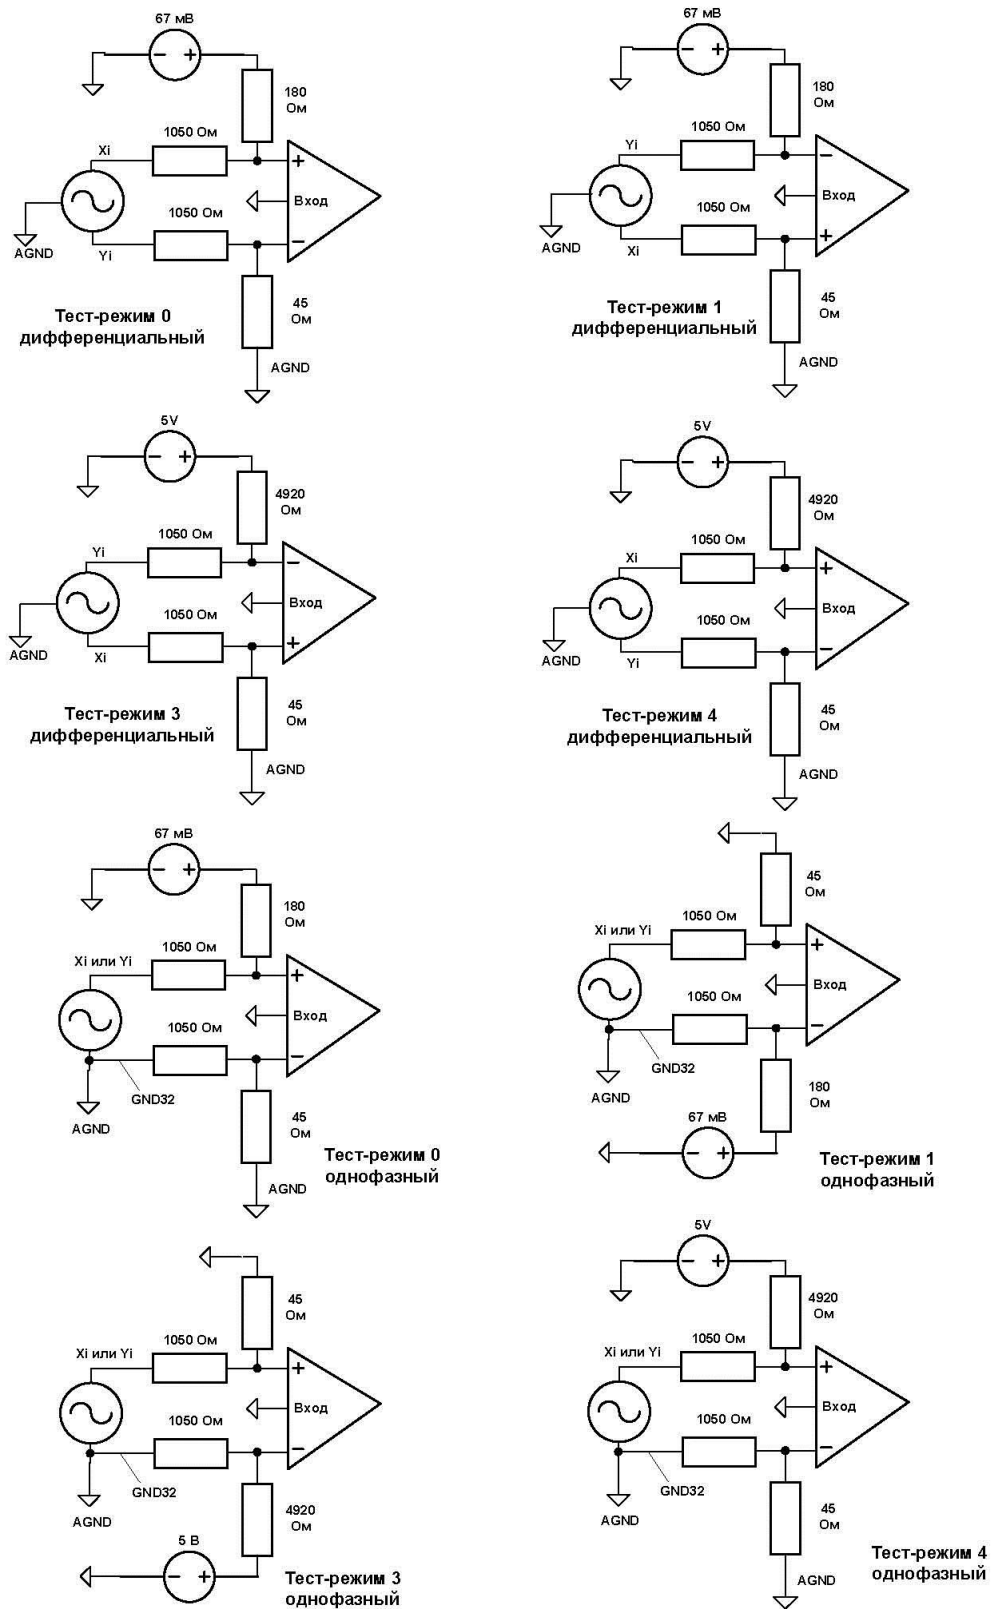 67 мВ
180
Ом
1050 Ом
Xi
+
Вход
1050 Ом
AGND
Yi
−
45
Ом
Тест-режим 0
дифференциальный
AGND
67 мВ
180
Ом
1050 Ом
Yi
−
Вход
1050 Ом
AGND
Xi
+
45
Ом
Тест-режим 1
дифференциальный
AGND
5V
4920
Ом
1050 Ом
Yi
−
Вход
1050 Ом
AGND
Xi
+
45
Ом
Тест-режим 3
дифференциальный
AGND
5V
4920
Ом
1050 Ом
Xi
+
Вход
1050 Ом
AGND
Yi
−
45
Ом
Тест-режим 4
дифференциальный
AGND
67 мВ
180
Ом
1050 Ом
Xi или Yi
+
Вход
1050 Ом
−
GND32
AGND
45
Ом
Тест-режим 0
однофазный
AGND
45
Ом
1050 Ом
Xi или Yi
+
Вход
1050 Ом
−
GND32
AGND
180
Ом
67 мВ
Тест-режим 1
однофазный
45
Ом
1050 Ом
Xi или Yi
+
Вход
1050 Ом
−
GND32
AGND
4920
Ом
5 В
Тест-режим 3
однофазный
5V
4920
Ом
1050 Ом
Xi или Yi
+
Вход
1050 Ом
−
GND32
AGND
45
Ом
Тест-режим 4
однофазный
AGND